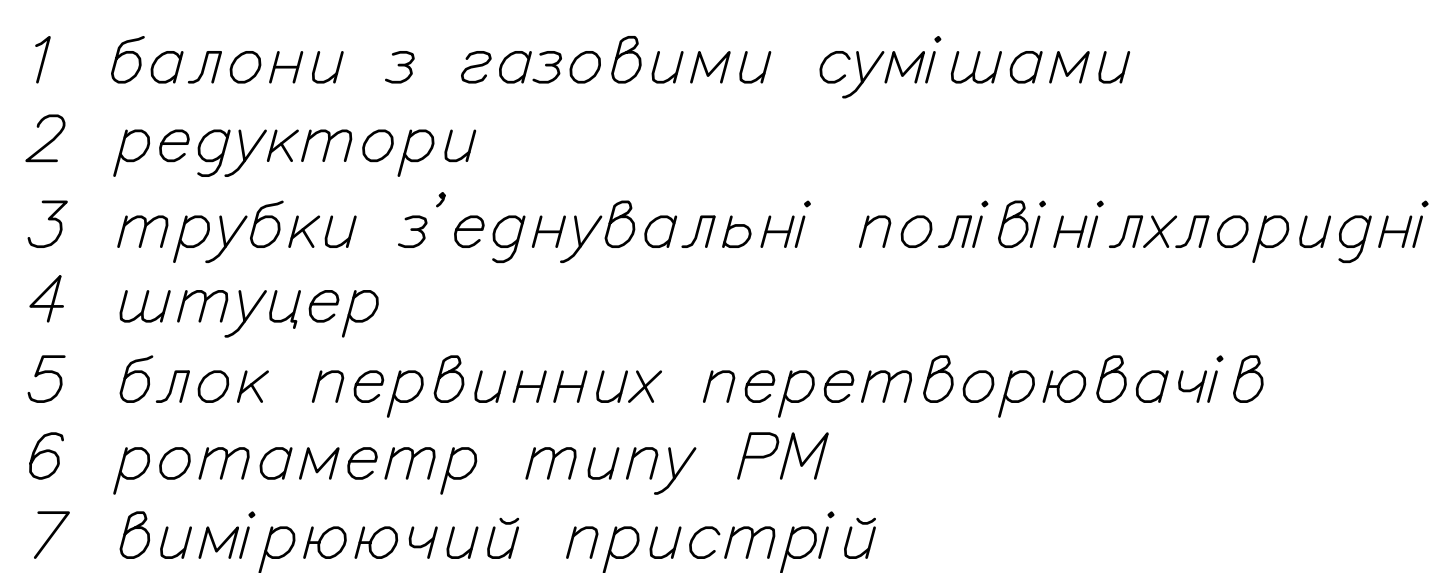 1 балони з газовими сумішами
2 редуктори
3 трубки з’еднувальні полівінілхлоридні
4 штуцер
5 блок первинних перетворювачів
6 ротаметр типу РМ
7 вимірюючий пристрій